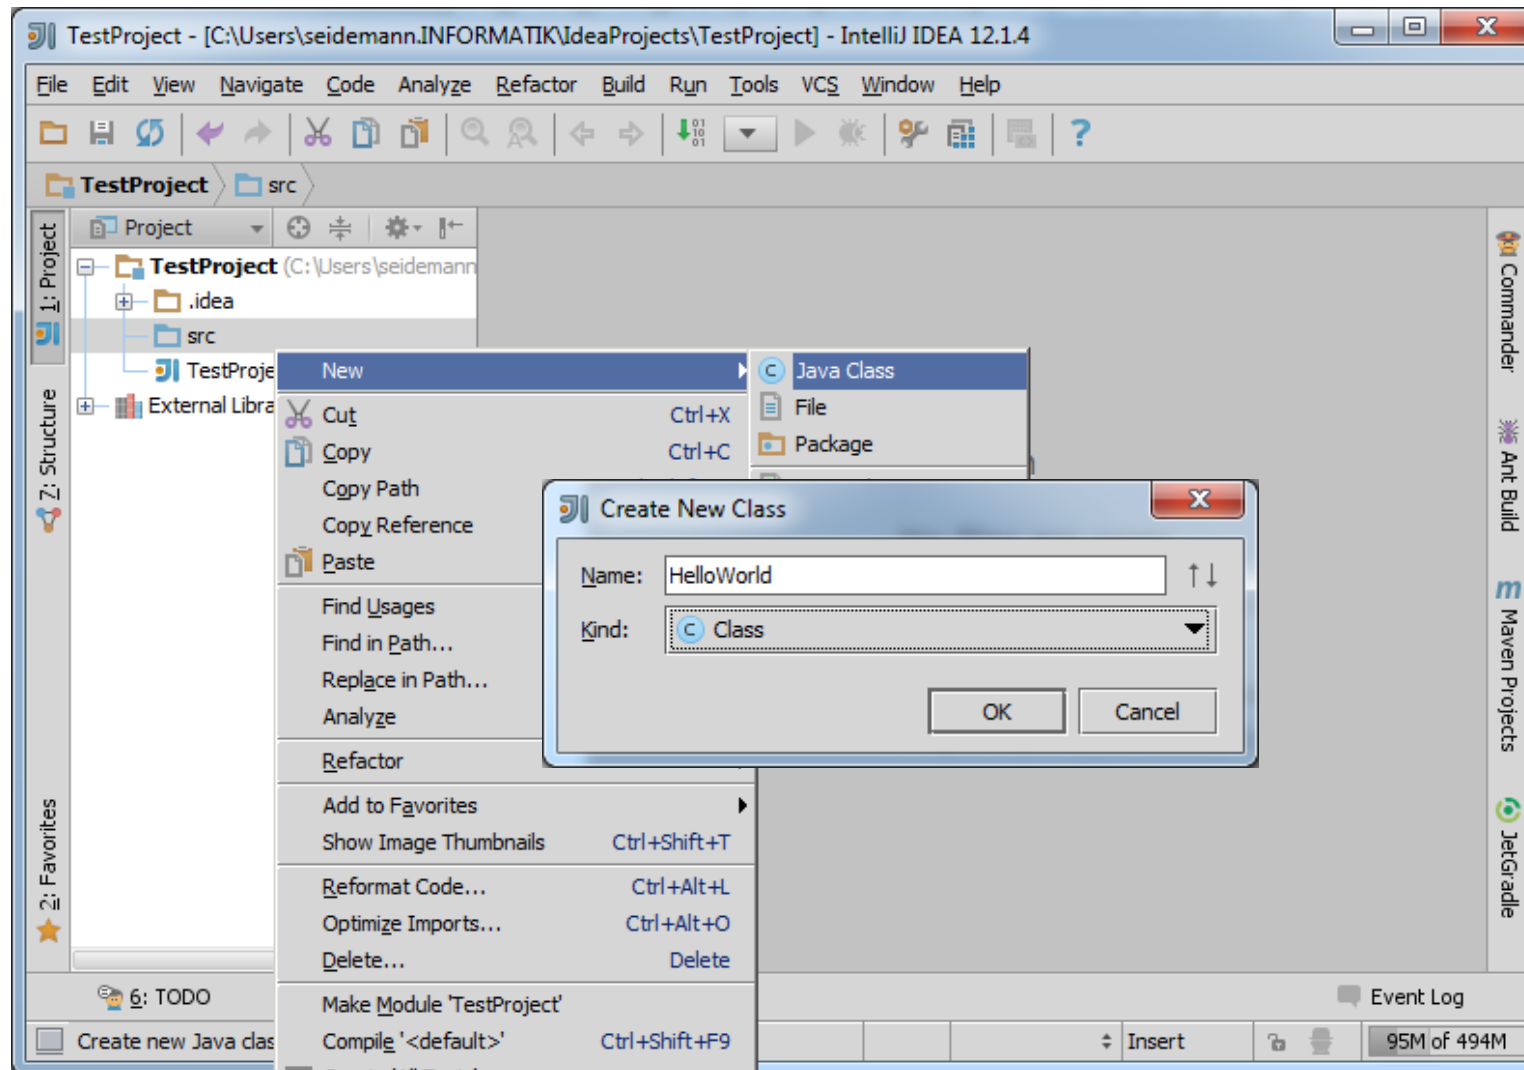 TestProject - [C:\Users\seidemann.INFORMATIK\IdeaProjects\TestProject] - IntelliJ IDEA 12.1.4
File Edit View Navigate Code Analyze Refactor Build Run Tools VCS Window Help
TestProject src
1: Project
Project
TestProject (C:\Users\seidemann
.idea
src
TestProje
External Libra
7: Structure
2: Favorites
New
Cut Ctrl+X
Copy Ctrl+C
Copy Path
Copy Reference
Paste
Find Usages
Find in Path...
Replace in Path...
Analyze
Refactor
Add to Favorites
Show Image Thumbnails Ctrl+Shift+T
Reformat Code... Ctrl+Alt+L
Optimize Imports... Ctrl+Alt+O
Delete... Delete
Make Module 'TestProject'
Compile '<default>' Ctrl+Shift+F9
Java Class
File
Package
Create New Class
Name: HelloWorld
Kind: Class
OK Cancel
Commander
Ant Build
Maven Projects
JetGradle
6: TODO
Event Log
Create new Java clas
Insert
95M of 494M